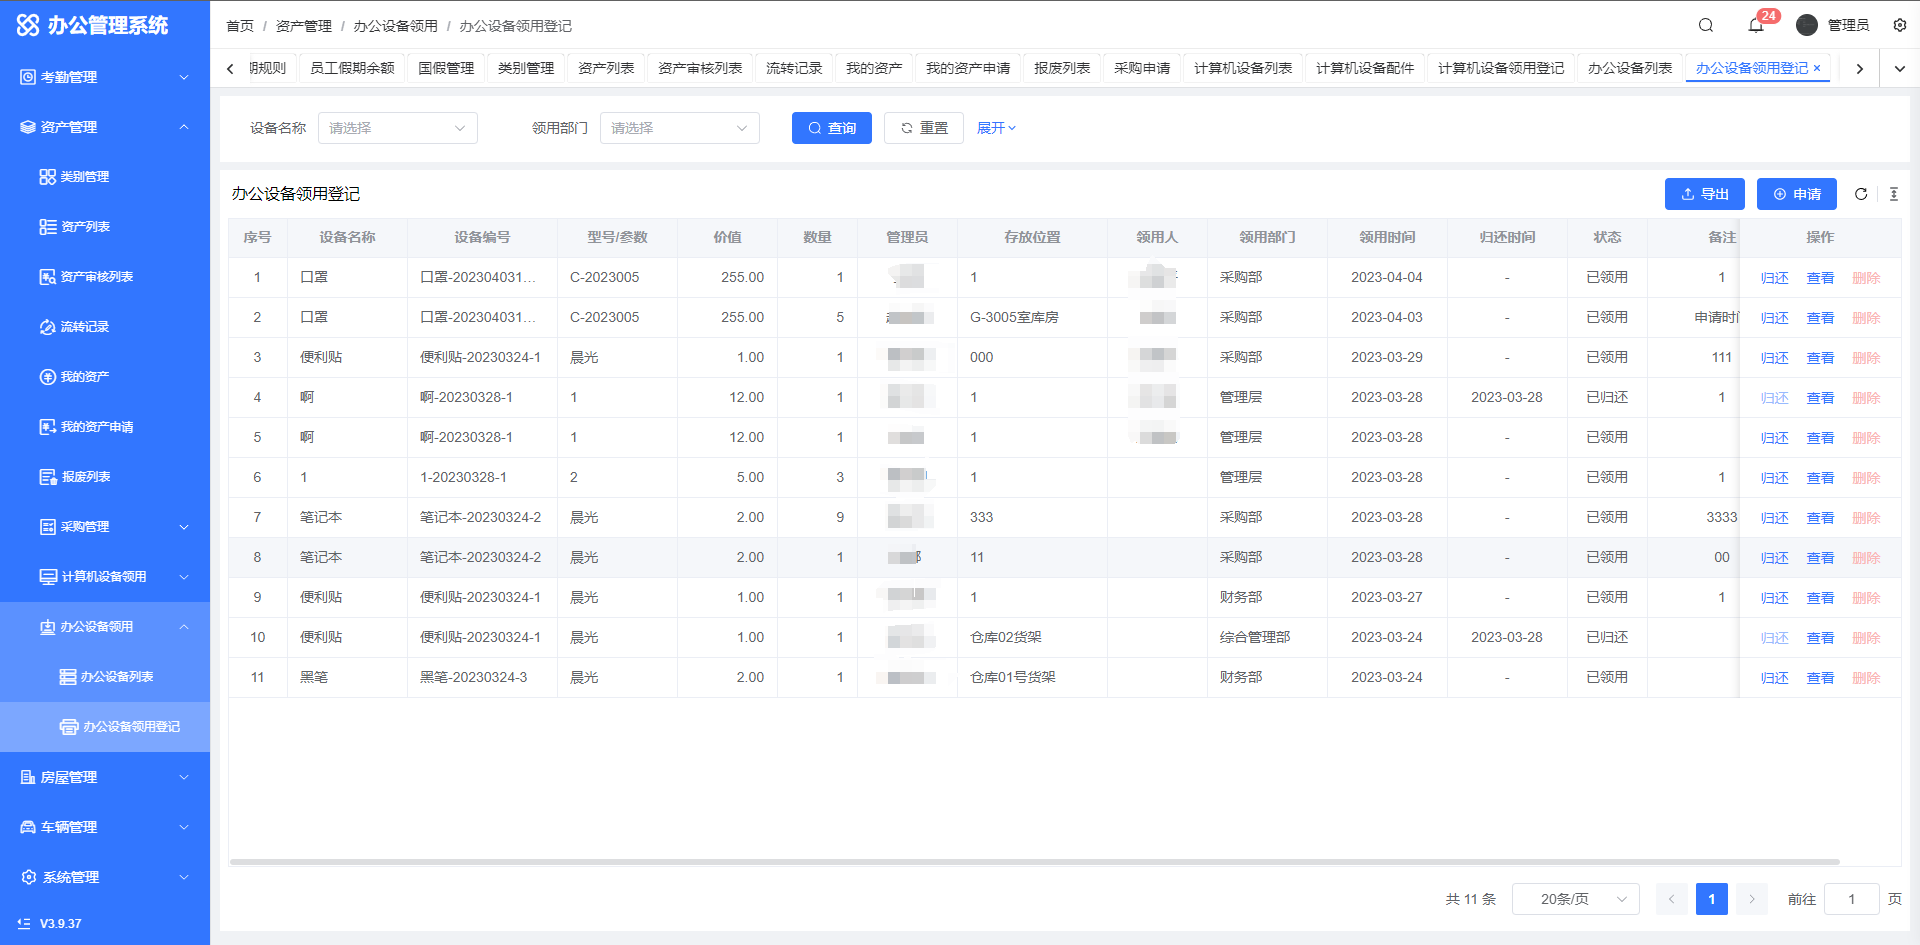 办公管理系统
考勤管理
资产管理
类别管理
资产列表
资产审核列表
流转记录
我的资产
我的资产申请
报废列表
采购管理
计算机设备领用
办公设备领用
办公设备列表
办公设备领用登记
房屋管理
车辆管理
系统管理
V3.9.37
首页 / 资产管理 / 办公设备领用 / 办公设备领用登记
24 管理员
期规则 员工假期余额 国假管理 类别管理 资产列表 资产审核列表 流转记录 我的资产 我的资产申请 报废列表 采购申请 计算机设备列表 计算机设备配件 计算机设备领用登记 办公设备列表 办公设备领用登记 ×
设备名称 请选择 领用部门 请选择 查询 重置 展开
办公设备领用登记 导出 申请
序号 设备名称 设备编号 型号/参数 价值 数量 管理员 存放位置 领用人 领用部门 领用时间 归还时间 状态 备注 操作
1 口罩 口罩-202304031... C-2023005 255.00 1 1 采购部 2023-04-04 - 已领用 1 归还 查看 删除
2 口罩 口罩-202304031... C-2023005 255.00 5 G-3005室库房 采购部 2023-04-03 - 已领用 申请时间 归还 查看 删除
3 便利贴 便利贴-20230324-1 晨光 1.00 1 000 采购部 2023-03-29 - 已领用 111 归还 查看 删除
4 啊 啊-20230328-1 1 12.00 1 1 管理层 2023-03-28 2023-03-28 已归还 1 归还 查看 删除
5 啊 啊-20230328-1 1 12.00 1 1 管理层 2023-03-28 - 已领用 归还 查看 删除
6 1 1-20230328-1 2 5.00 3 1 管理层 2023-03-28 - 已领用 1 归还 查看 删除
7 笔记本 笔记本-20230324-2 晨光 2.00 9 333 采购部 2023-03-28 - 已领用 3333 归还 查看 删除
8 笔记本 笔记本-20230324-2 晨光 2.00 1 11 采购部 2023-03-28 - 已领用 00 归还 查看 删除
9 便利贴 便利贴-20230324-1 晨光 1.00 1 1 财务部 2023-03-27 - 已领用 1 归还 查看 删除
10 便利贴 便利贴-20230324-1 晨光 1.00 1 仓库02货架 综合管理部 2023-03-24 2023-03-28 已归还 归还 查看 删除
11 黑笔 黑笔-20230324-3 晨光 2.00 1 仓库01号货架 财务部 2023-03-24 - 已领用 归还 查看 删除
共 11 条 20条/页 1 前往 1 页